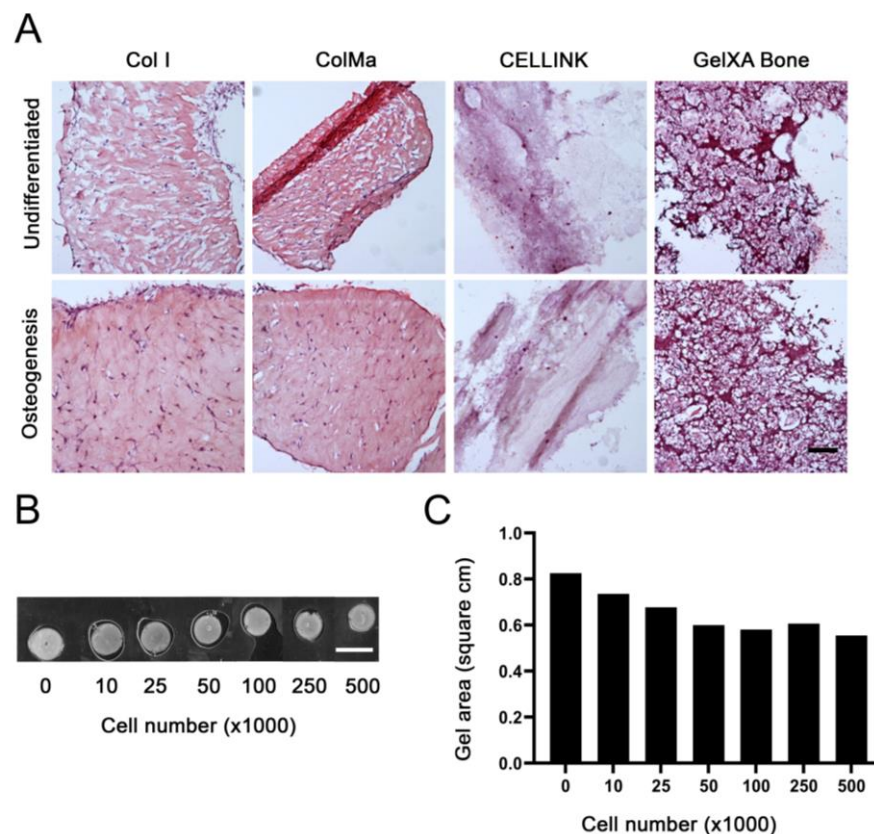 A
Col I ColMa CELLINK GelXA Bone
Undifferentiated
Osteogenesis
B
0 10 25 50 100 250 500
Cell number (x1000)
C
Gel area (square cm)
1.0
0.8
0.6
0.4
0.2
0.0
0 10 25 50 100 250 500
Cell number (x1000)